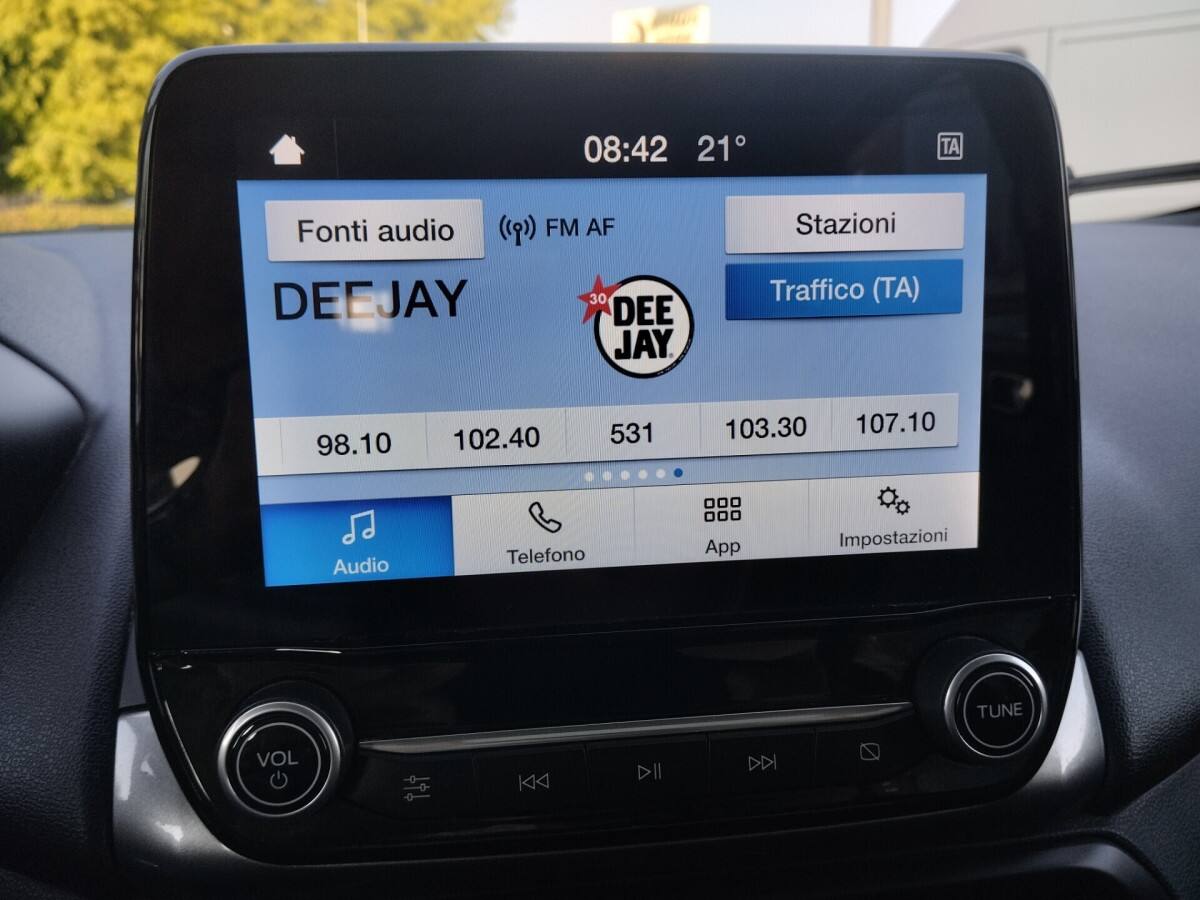 08:42 21°
TA
Fonti audio
FM AF
Stazioni
DEEJAY
30
DEE
JAY
Traffico (TA)
98.10 102.40 531 103.30 107.10
Audio
Telefono
App
Impostazioni
VOL
TUNE